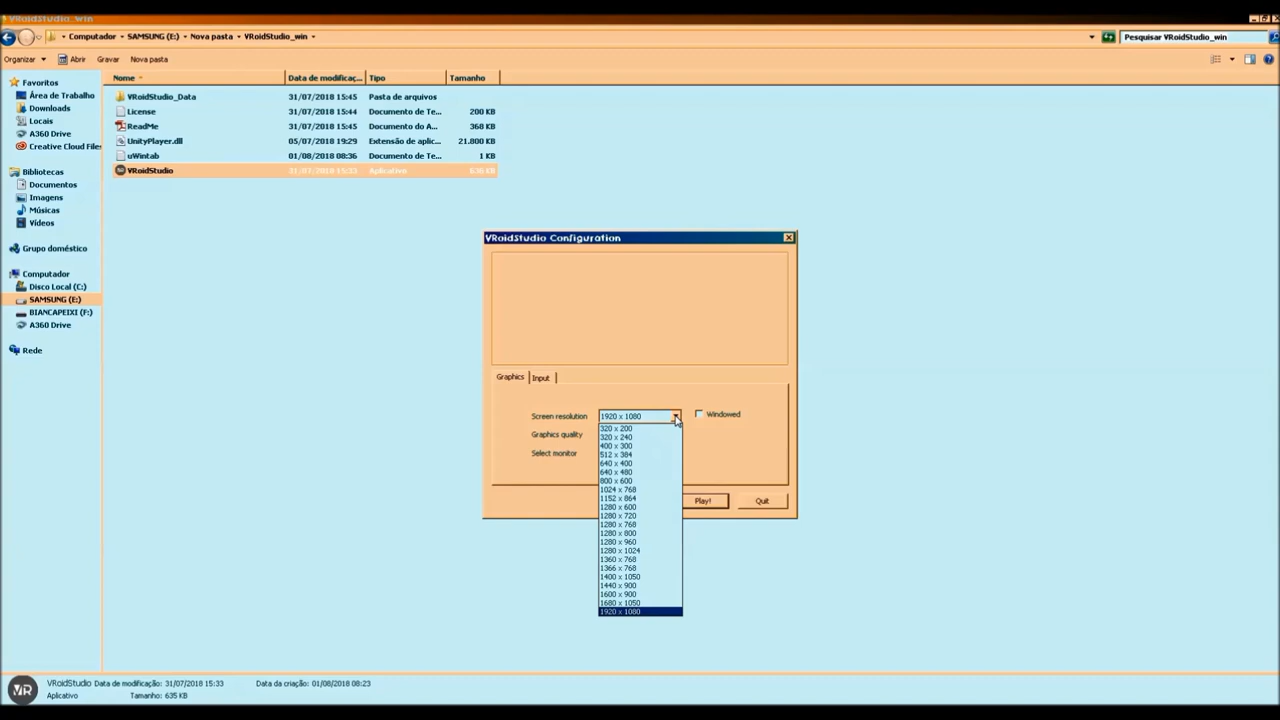 VRoidStudio_win
Computador SAMSUNG (E:) Nova pasta VRoidStudio_win
Pesquisar VRoidStudio_win
Organizar Abrir Gravar Nova pasta
Nome Data de modificaç... Tipo Tamanho
Favoritos
Área de Trabalho
Downloads
Locais
A360 Drive
Creative Cloud Files
Bibliotecas
Documentos
Imagens
Músicas
Vídeos
Grupo doméstico
Computador
Disco Local (C:)
SAMSUNG (E:)
BIANCAPEIXI (F:)
A360 Drive
Rede
VRoidStudio_Data 31/07/2018 15:45 Pasta de arquivos
License 31/07/2018 15:44 Documento de Te... 200 KB
ReadMe 31/07/2018 15:45 Documento do A... 368 KB
UnityPlayer.dll 05/07/2018 19:29 Extensão de aplic... 21.800 KB
uWintab 01/08/2018 08:36 Documento de Te... 1 KB
VRoidStudio 31/07/2018 15:33 Aplicativo 636 KB
VRoidStudio Configuration
Graphics Input
Screen resolution 1920 x 1080 Windowed
Graphics quality
Select monitor
320 x 200
320 x 240
400 x 300
512 x 384
640 x 400
640 x 480
800 x 600
1024 x 768
1152 x 864
1280 x 600
1280 x 720
1280 x 768
1280 x 800
1280 x 960
1280 x 1024
1360 x 768
1366 x 768
1400 x 1050
1440 x 900
1600 x 900
1680 x 1050
1920 x 1080
Play! Quit
VR
VRoidStudio Data de modificação: 31/07/2018 15:33 Data da criação: 01/08/2018 08:23
Aplicativo Tamanho: 635 KB